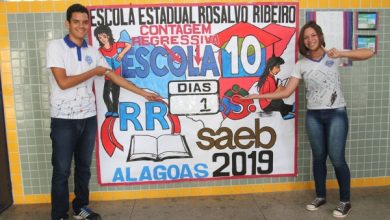 ESCOLA ESTADUAL ROSALVO RIBEIRO
CONTAGEM
REGRESSIVA
ESCOLA 10
DIAS
1
RR
saeb
ALAGOAS 2019